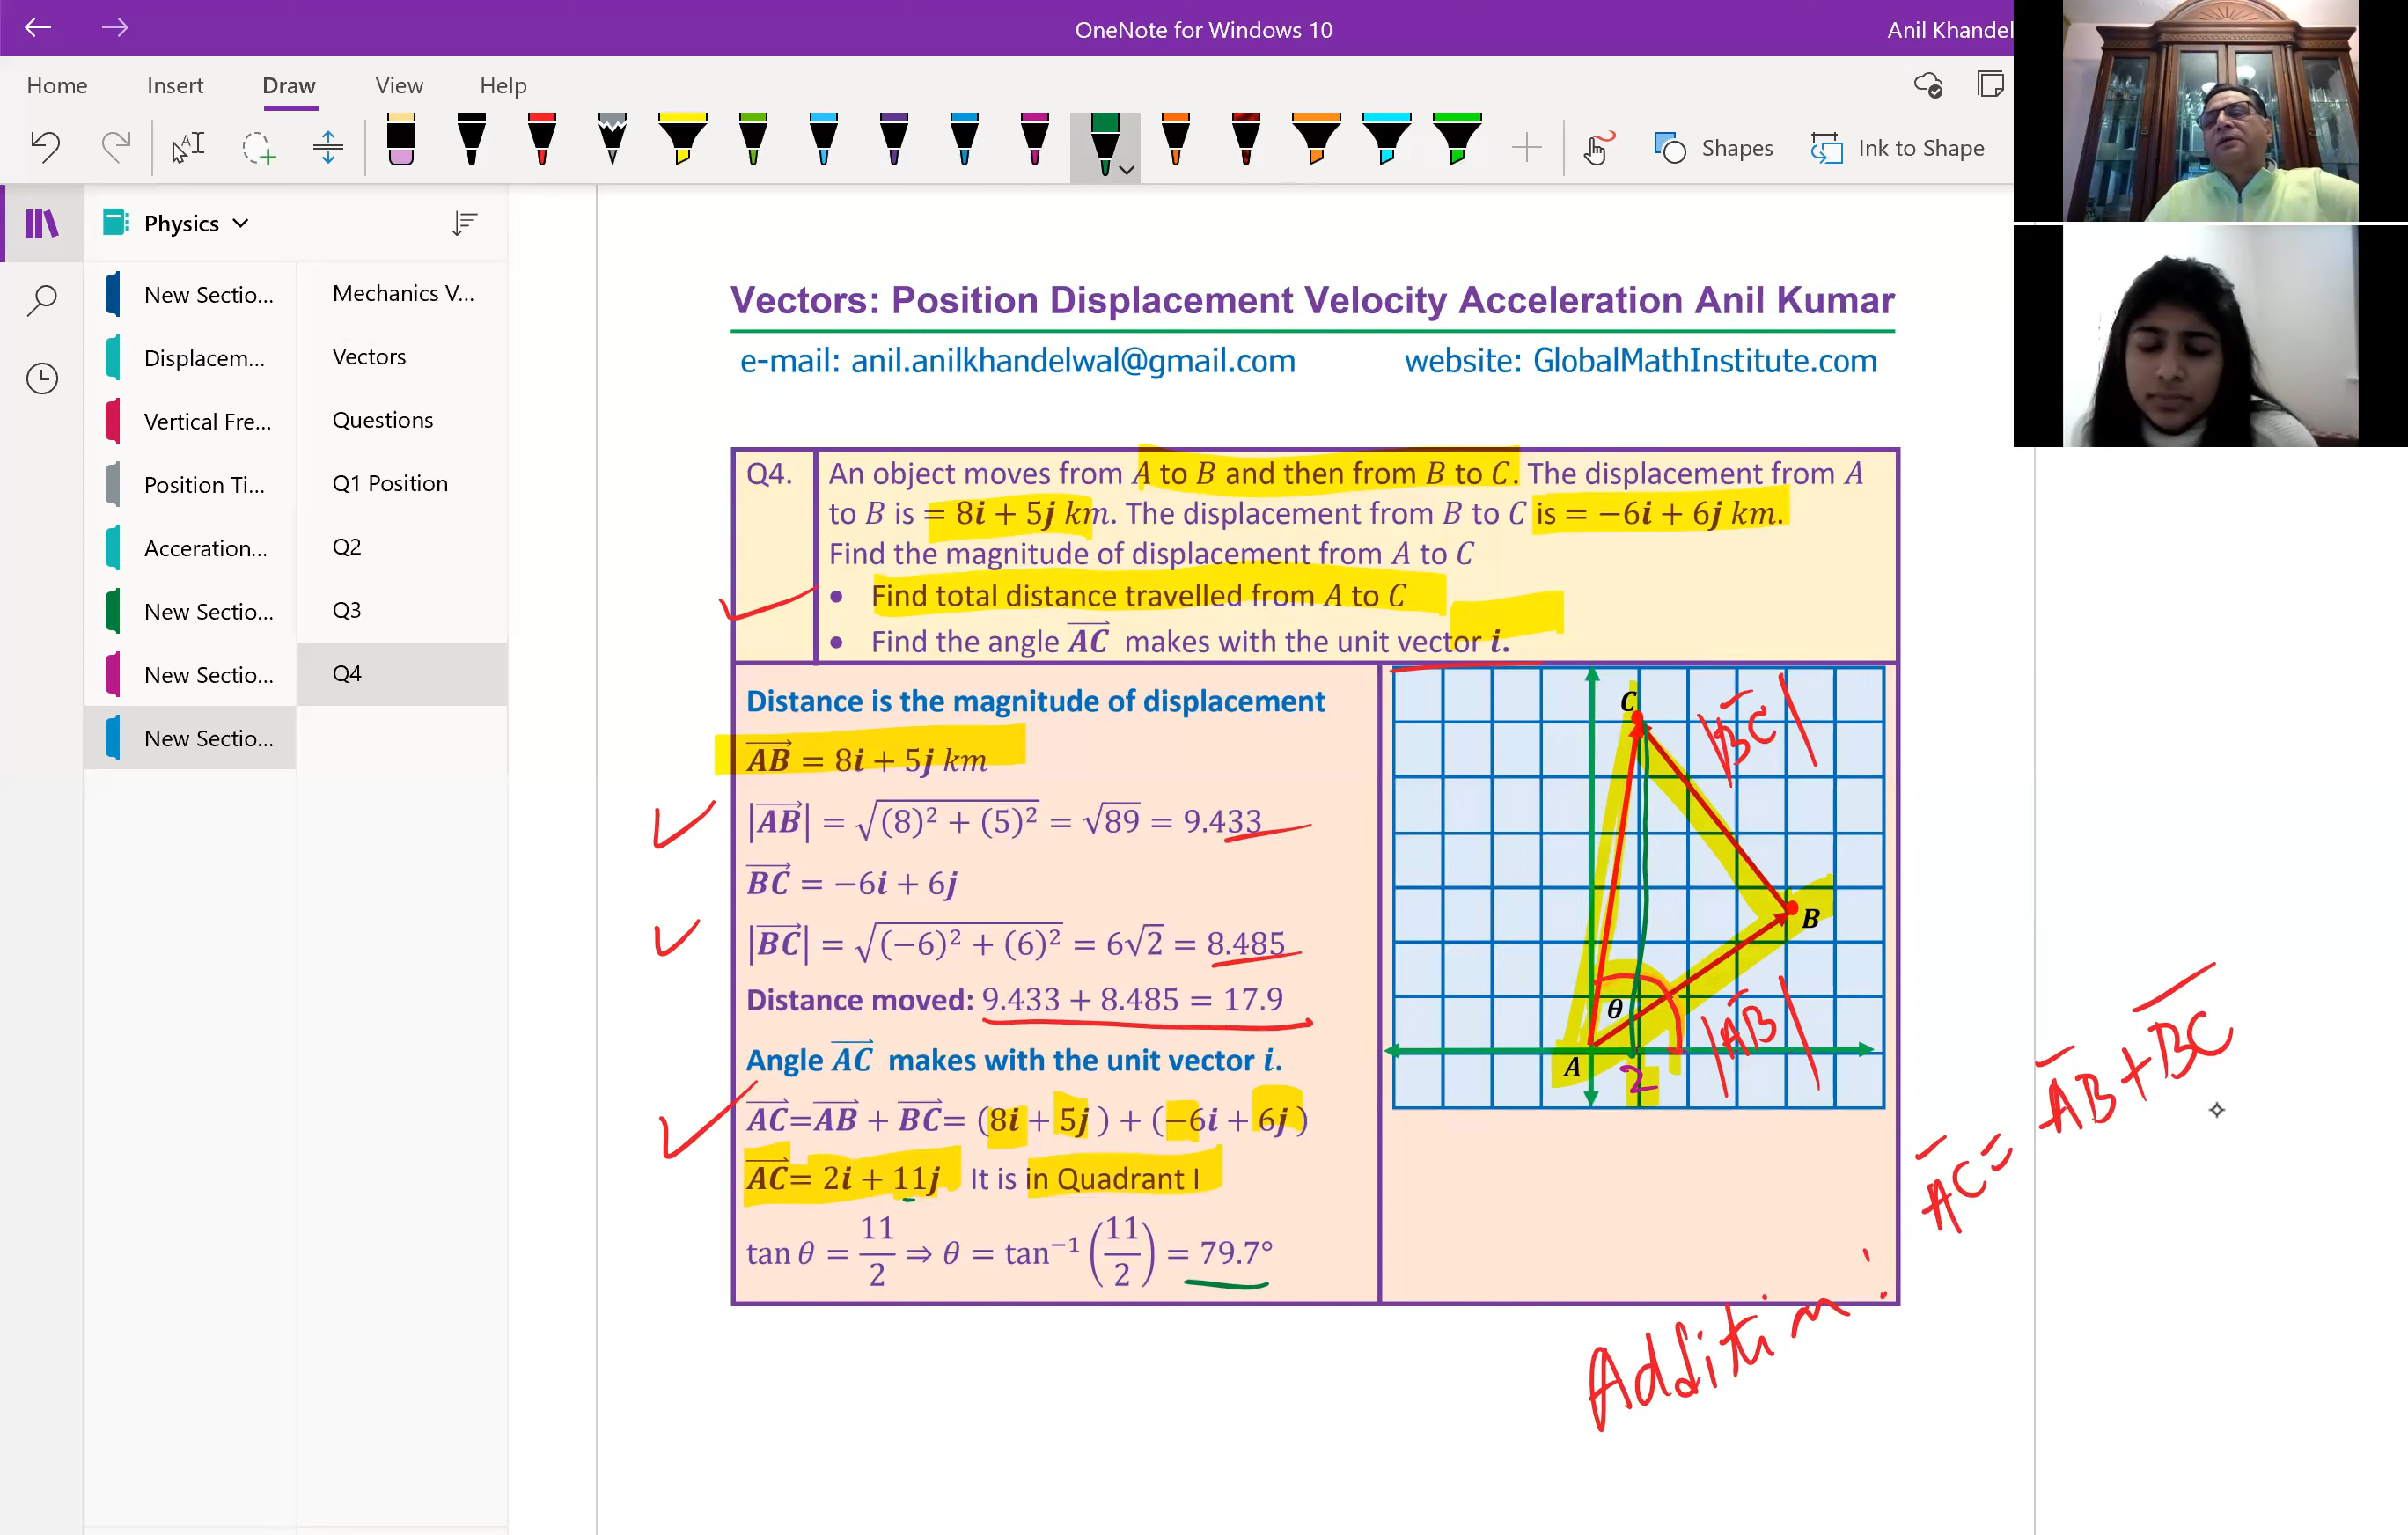 OneNote for Windows 10
Anil Khandel
Home Insert Draw View Help
Shapes Ink to Shape
Physics
New Sectio...
Displacem...
Vertical Fre...
Position Ti...
Acceration...
New Sectio...
New Sectio...
New Sectio...
Mechanics V...
Vectors
Questions
Q1 Position
Q2
Q3
Q4
Vectors: Position Displacement Velocity Acceleration Anil Kumar
e-mail: anil.anilkhandelwal@gmail.com website: GlobalMathInstitute.com
Q4. An object moves from A to B and then from B to C. The displacement from A
to B is = 8i + 5j km. The displacement from B to C is = −6i + 6j km.
Find the magnitude of displacement from A to C
• Find total distance travelled from A to C
• Find the angle AC⃗ makes with the unit vector i.
Distance is the magnitude of displacement
AB⃗ = 8i + 5j km
|AB⃗| = √((8)² + (5)²) = √89 = 9.433
BC⃗ = −6i + 6j
|BC⃗| = √((−6)² + (6)²) = 6√2 = 8.485
Distance moved: 9.433 + 8.485 = 17.9
Angle AC⃗ makes with the unit vector i.
AC⃗=AB⃗ + BC⃗= (8i + 5j ) + (−6i + 6j )
AC⃗= 2i + 11j It is in Quadrant I
tan θ = 11/2 ⇒ θ = tan⁻¹ (11/2) = 79.7°
C
|BC|
B
θ
|AB|
A
2
AC = AB + BC
Addition: